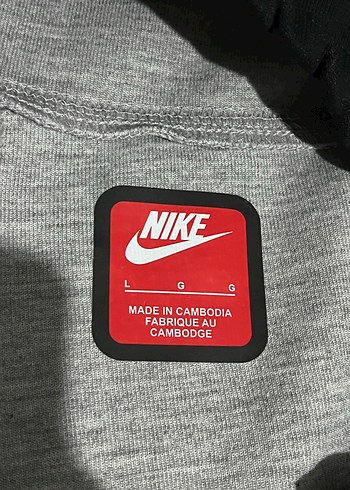 NIKE
L G G
MADE IN CAMBODIA
FABRIQUE AU
CAMBODGE